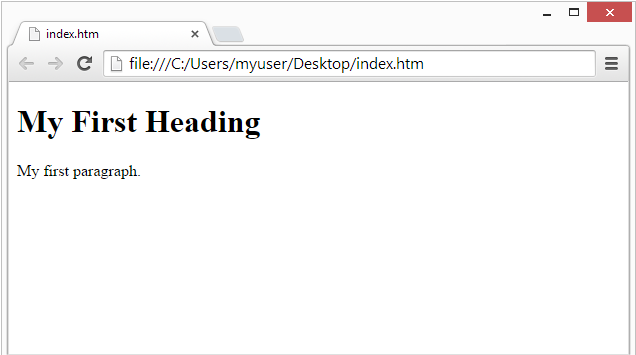 index.htm
file:///C:/Users/myuser/Desktop/index.htm
My First Heading
My first paragraph.